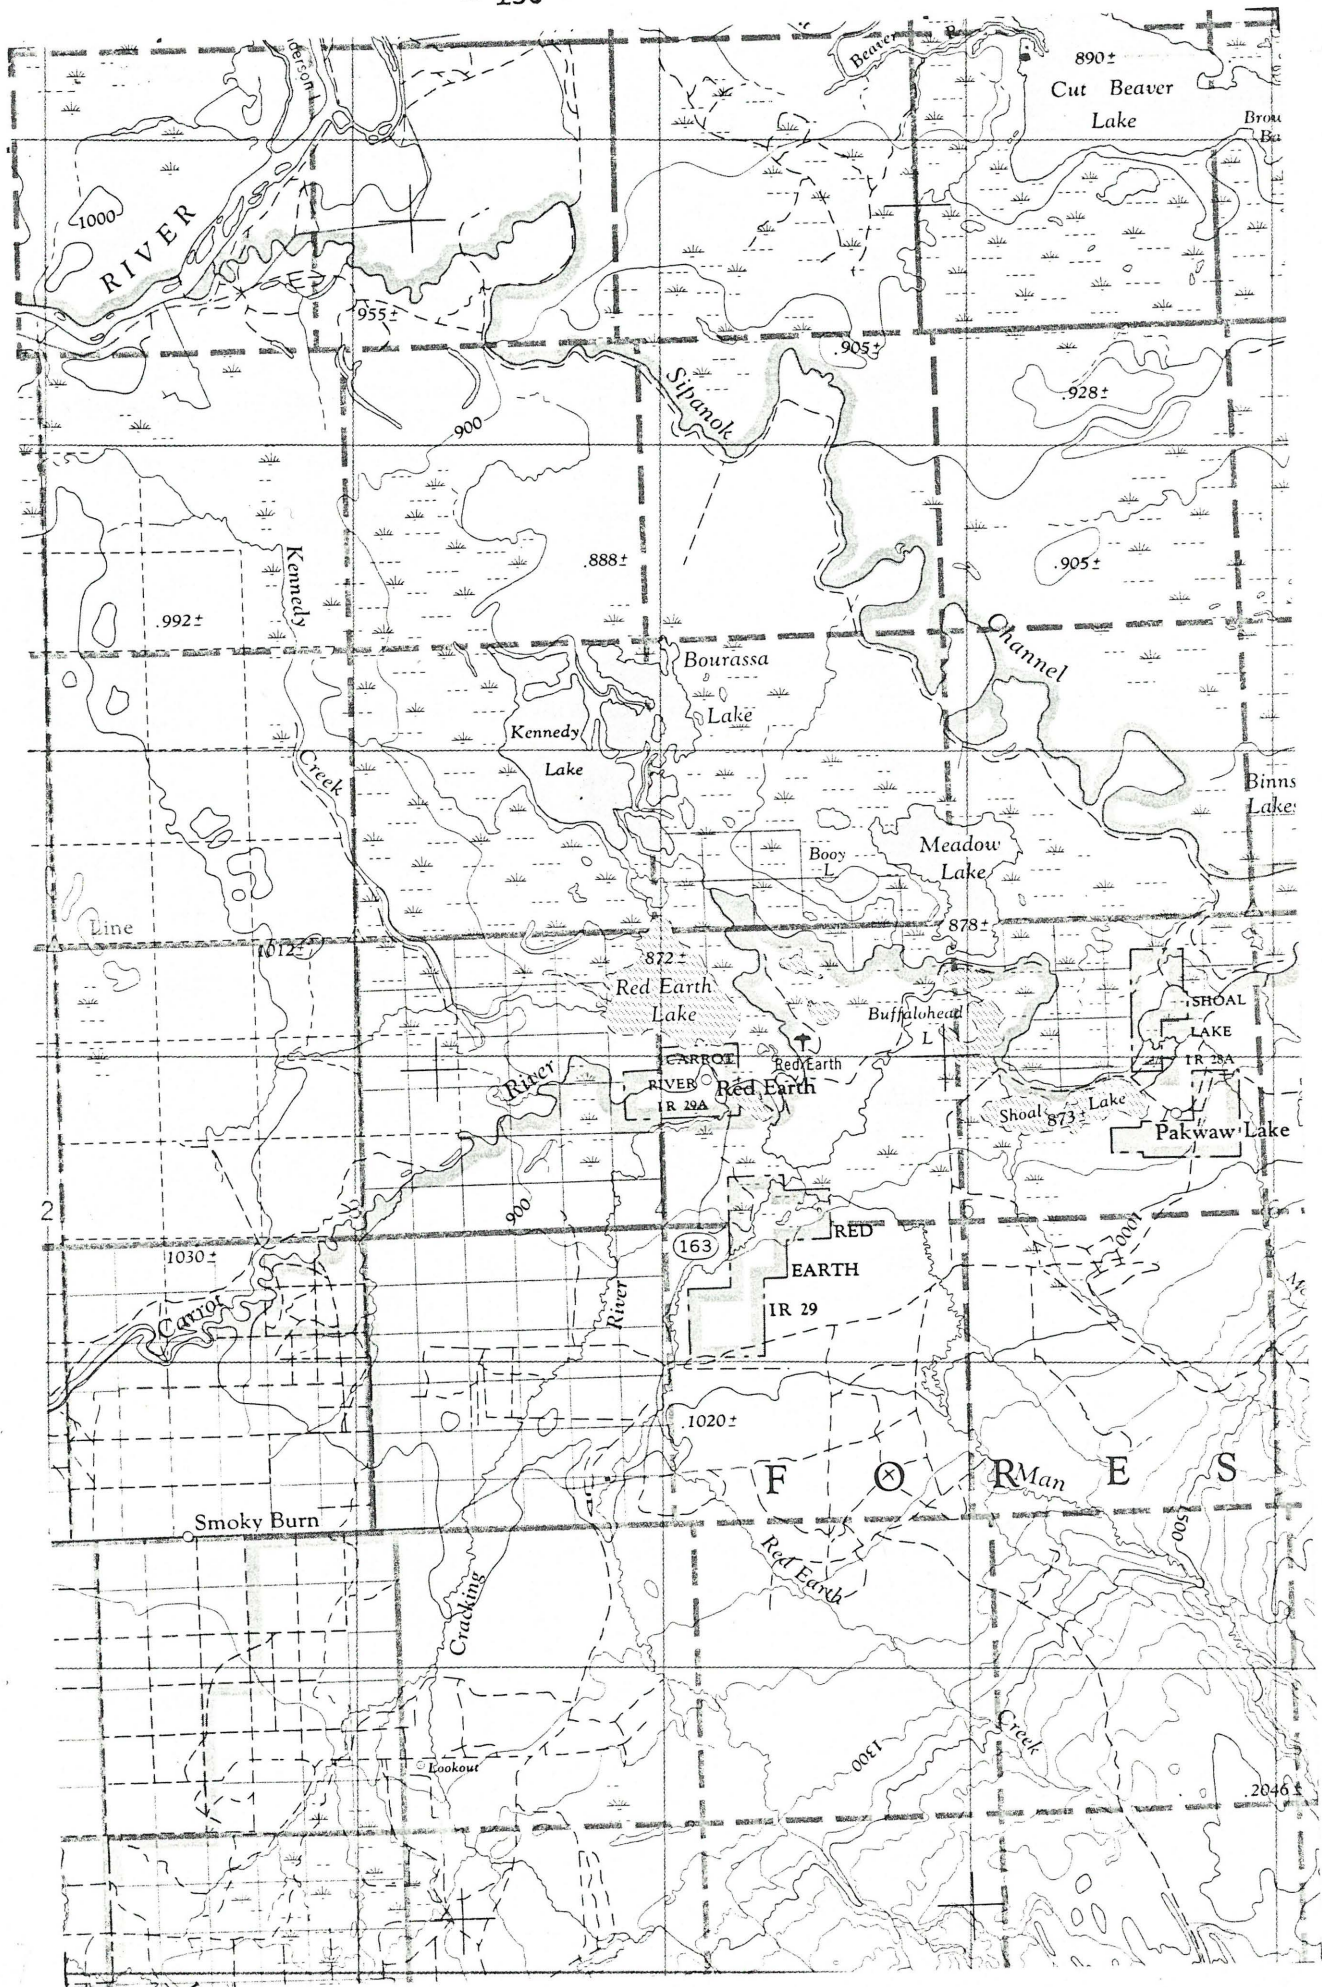 890±
Cut Beaver
Lake
Beaver
1000
RIVER
955±
.905±
.928±
Sipanok
900
.888±
.905±
Kennedy
.992±
Channel
Bourassa
Lake
Kennedy
Lake
Creek
Binns
Lakes
Meadow
Lake
Booy
L
Line
878±
1012±
872±
Red Earth
Lake
Buffalohead
L
SHOAL
LAKE
IR 28A
CARROT
RIVER
IR 29A
Red Earth
Red Earth
River
Shoal 873± Lake
Pakwaw Lake
2
4
900
163
RED
EARTH
IR 29
1030±
1000
Carrot
River
.1020±
F O R E S
Man
Smoky Burn
1500
Red Earth
Cracking
Creek
1300
Lookout
.2046±